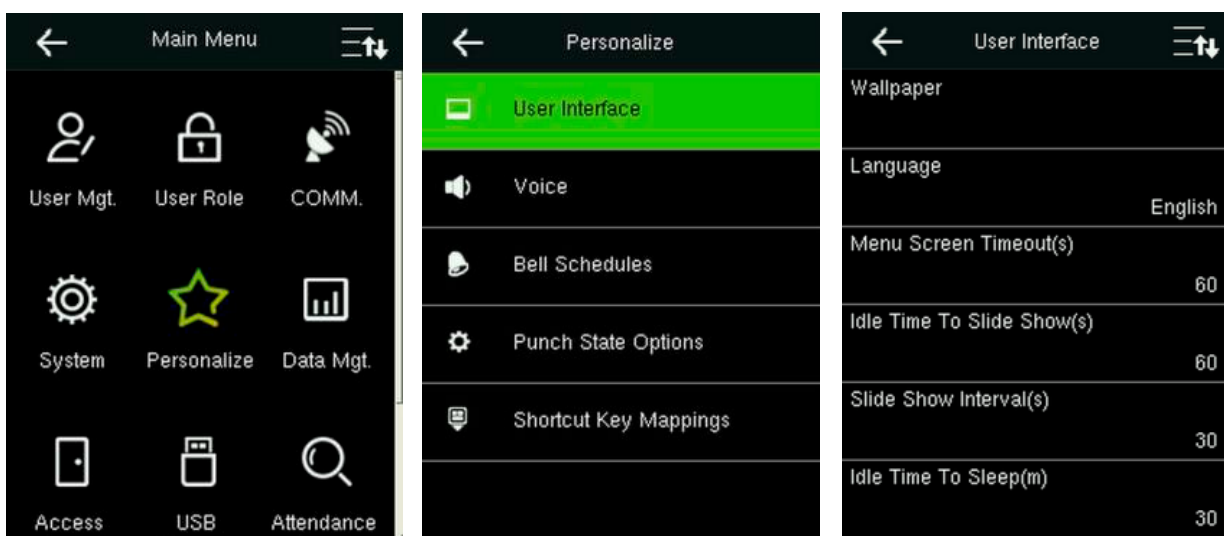 Main Menu
User Mgt. User Role COMM.
System Personalize Data Mgt.
Access USB Attendance
Personalize
User Interface
Voice
Bell Schedules
Punch State Options
Shortcut Key Mappings
User Interface
Wallpaper
Language
English
Menu Screen Timeout(s)
60
Idle Time To Slide Show(s)
60
Slide Show Interval(s)
30
Idle Time To Sleep(m)
30